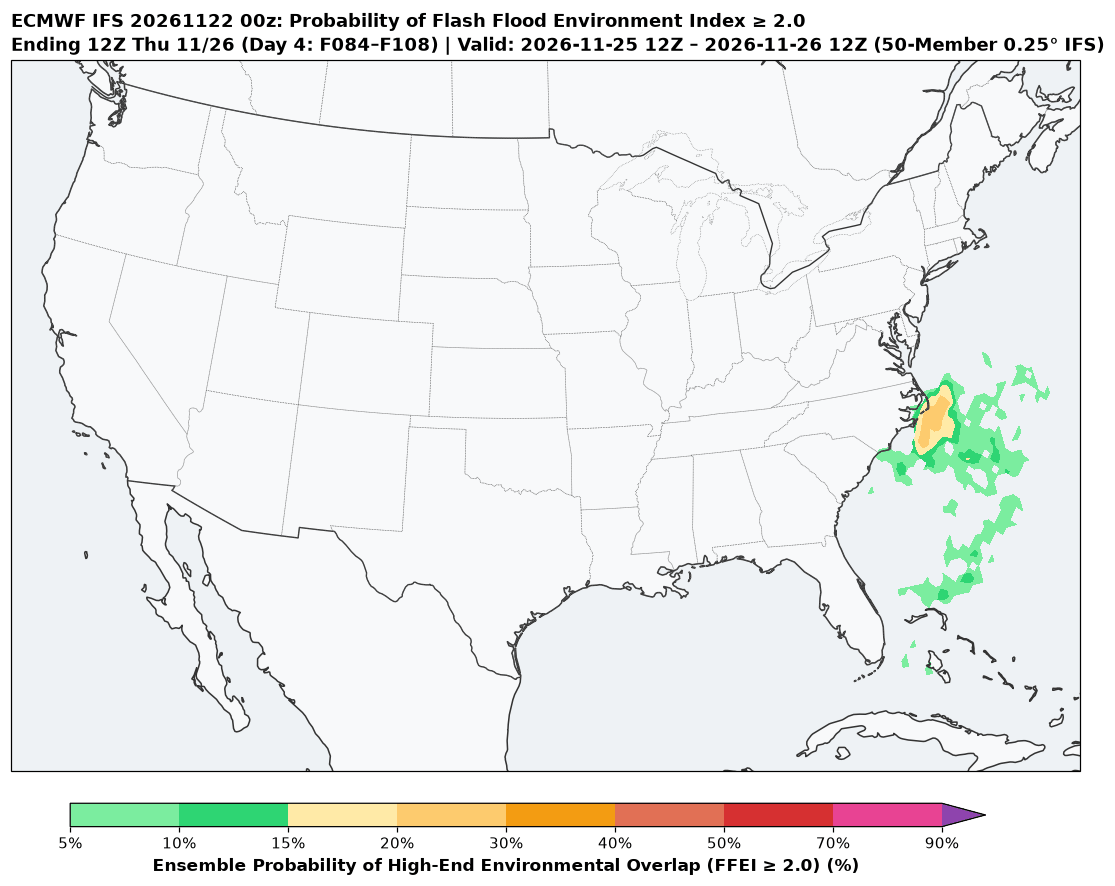 ECMWF IFS 20261122 00z: Probability of Flash Flood Environment Index ≥ 2.0
Ending 12Z Thu 11/26 (Day 4: F084–F108) | Valid: 2026-11-25 12Z – 2026-11-26 12Z (50-Member 0.25° IFS)
5% 10% 15% 20% 30% 40% 50% 70% 90%
Ensemble Probability of High-End Environmental Overlap (FFEI ≥ 2.0) (%)